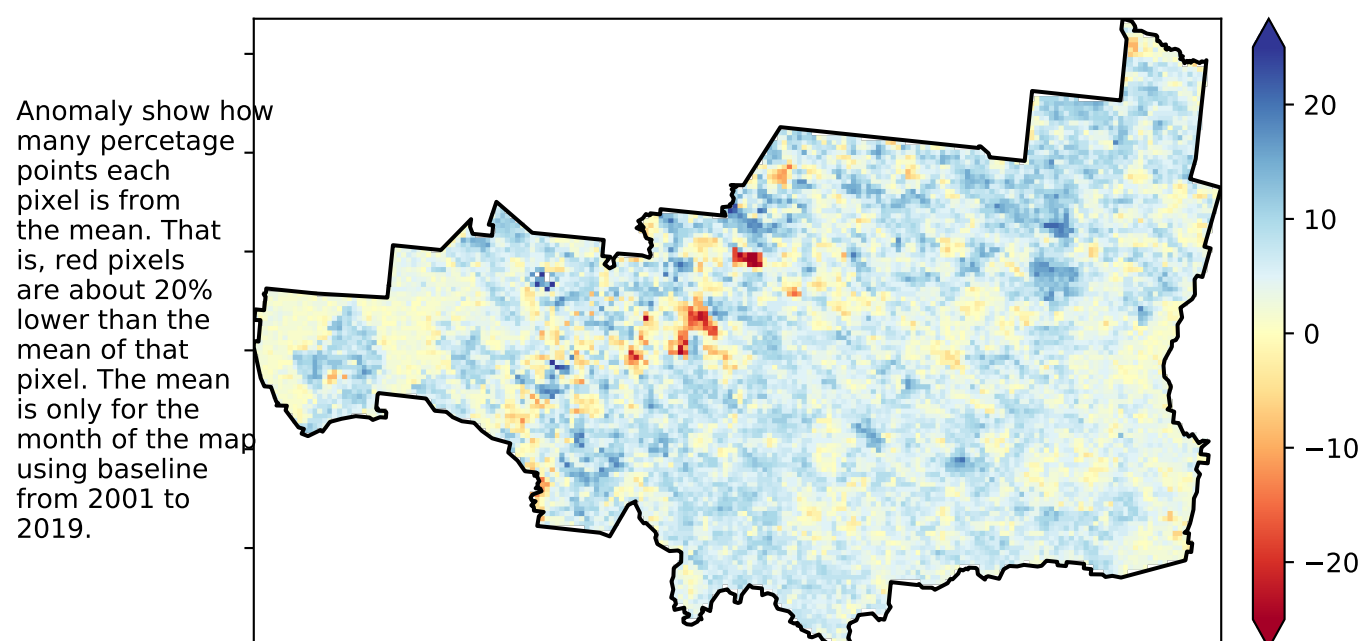 Anomaly show how
many percetage
points each
pixel is from
the mean. That
is, red pixels
are about 20%
lower than the
mean of that
pixel. The mean
is only for the
month of the map
using baseline
from 2001 to
2019.
20
10
0
−10
−20